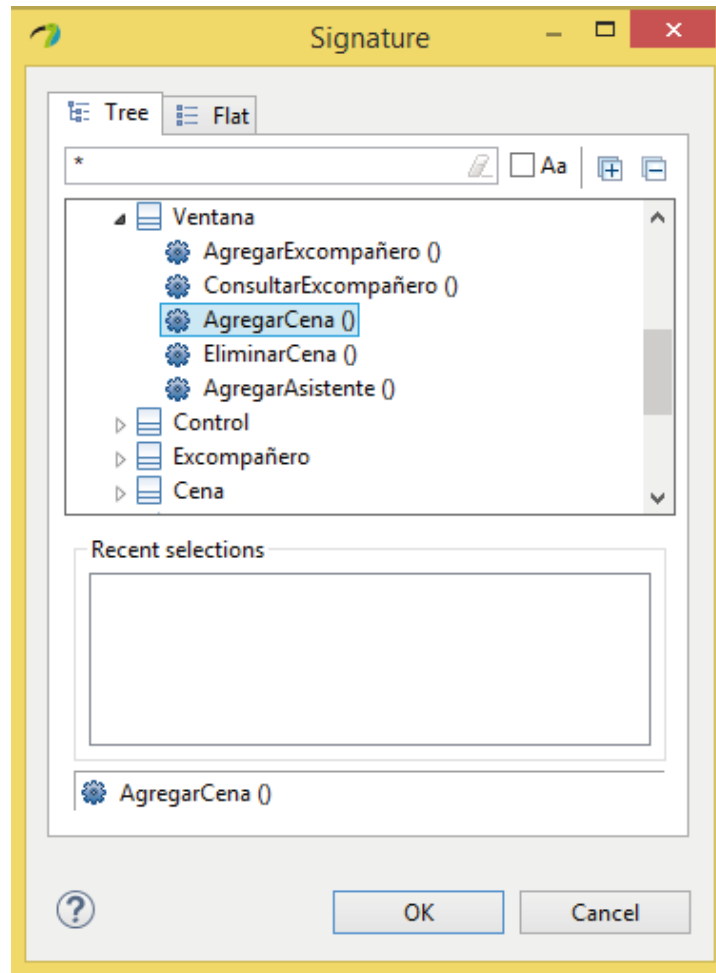 Signature
Tree Flat
* Aa
Ventana
AgregarExcompañero ()
ConsultarExcompañero ()
AgregarCena ()
EliminarCena ()
AgregarAsistente ()
Control
Excompañero
Cena
Recent selections
AgregarCena ()
? OK Cancel